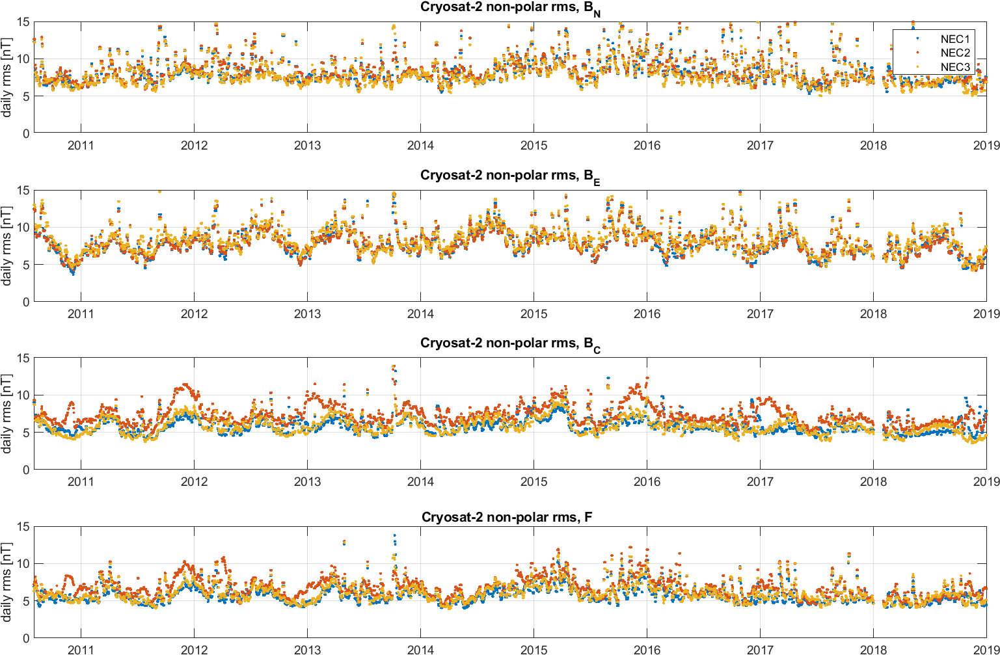 Cryosat-2 non-polar rms, B_N
daily rms [nT]
15
10
5
0
NEC1
NEC2
NEC3
2011 2012 2013 2014 2015 2016 2017 2018 2019
Cryosat-2 non-polar rms, B_E
daily rms [nT]
15
10
5
0
2011 2012 2013 2014 2015 2016 2017 2018 2019
Cryosat-2 non-polar rms, B_C
daily rms [nT]
15
10
5
0
2011 2012 2013 2014 2015 2016 2017 2018 2019
Cryosat-2 non-polar rms, F
daily rms [nT]
15
10
5
0
2011 2012 2013 2014 2015 2016 2017 2018 2019